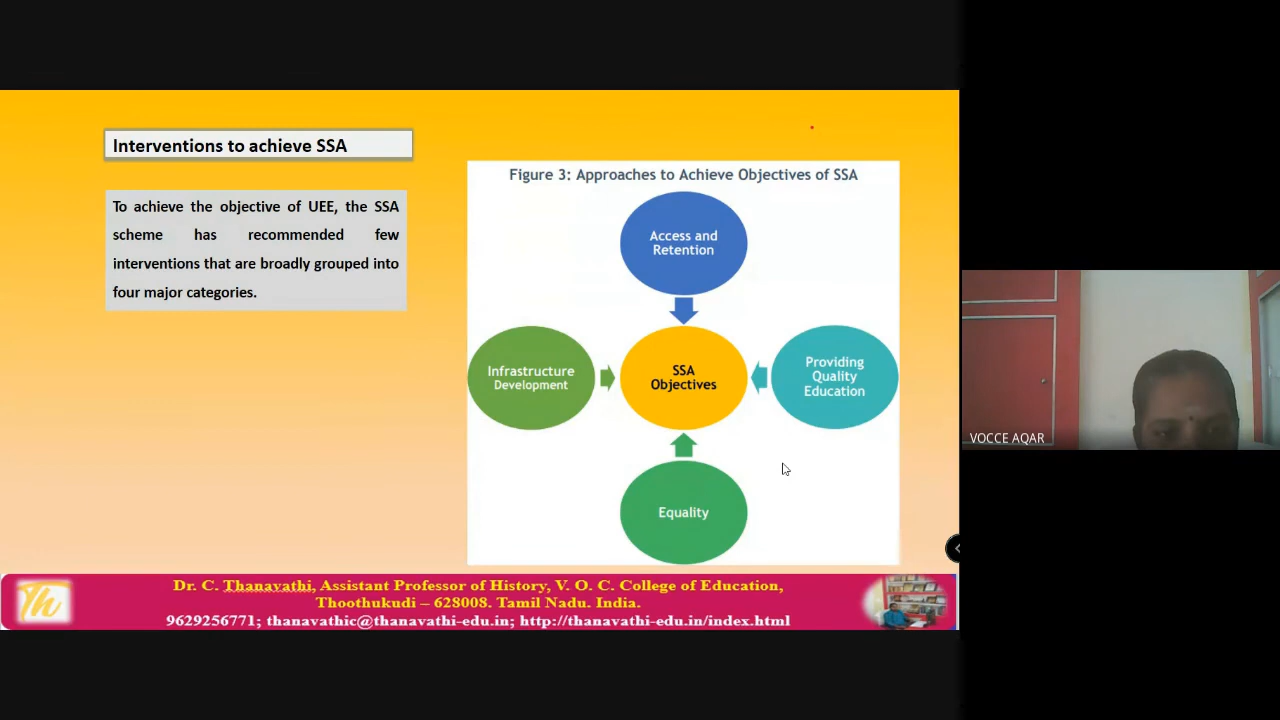 Interventions to achieve SSA
To achieve the objective of UEE, the SSA
scheme has recommended few
interventions that are broadly grouped into
four major categories.
Figure 3: Approaches to Achieve Objectives of SSA
Access and
Retention
Infrastructure
Development
SSA
Objectives
Providing
Quality
Education
Equality
VOCCE AQAR
Th
Dr. C. Thanavathi, Assistant Professor of History, V. O. C. College of Education,
Thoothukudi – 628008. Tamil Nadu. India.
9629256771; thanavathic@thanavathi-edu.in; http://thanavathi-edu.in/index.html